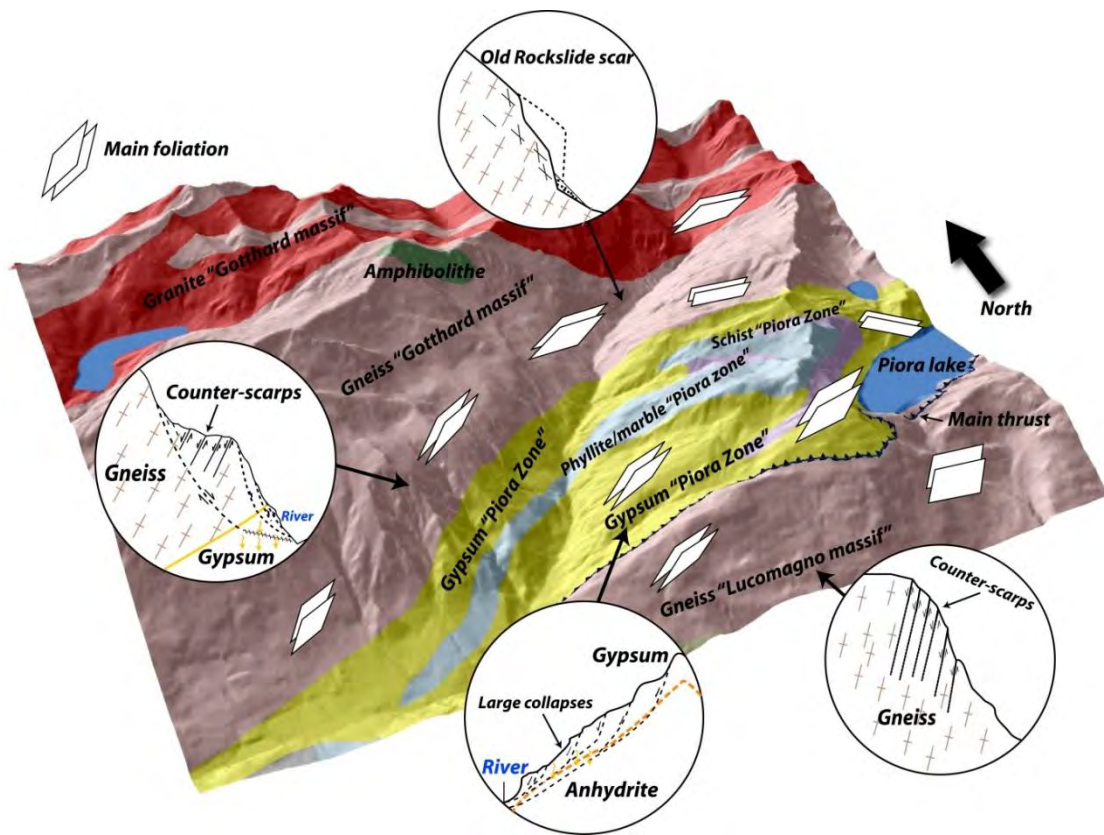 Old Rockslide scar
Main foliation
Granite "Gotthard massif"
Amphibolithe
Gneiss "Gotthard massif"
North
Schist "Piora Zone"
Piora lake
Phyllite/marble "Piora zone"
Main thrust
Counter-scarps
Gneiss
River
Gypsum
Gypsum "Piora Zone"
Gypsum "Piora Zone"
Gneiss "Lucomagno massif"
Counter-scarps
Gneiss
Gypsum
Large collapses
River
Anhydrite